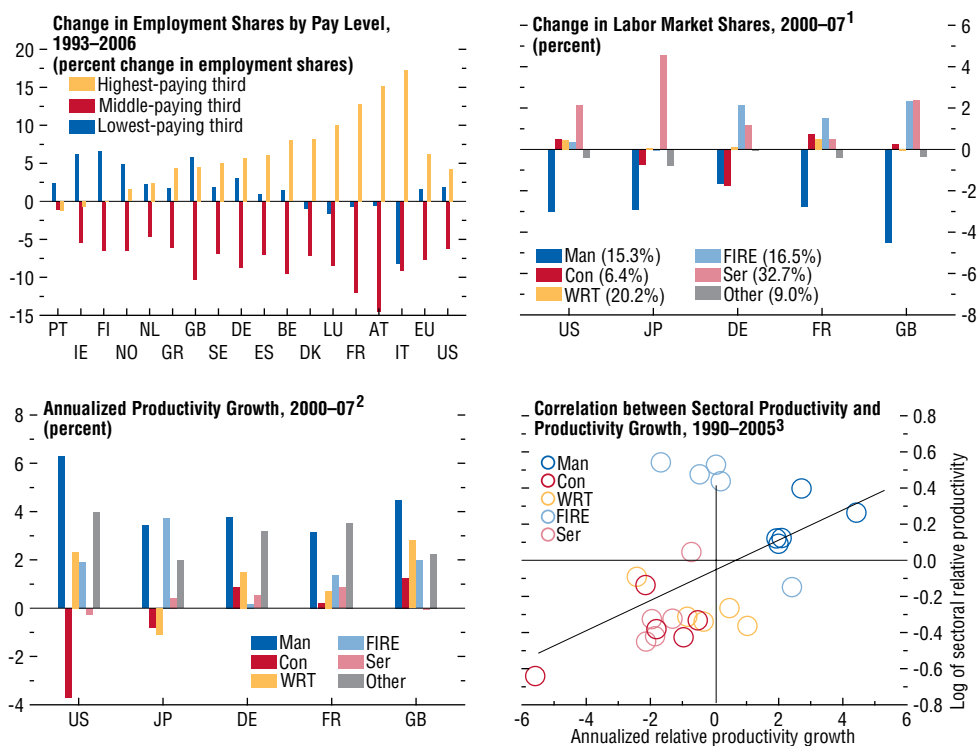 Change in Employment Shares by Pay Level,
1993–2006
(percent change in employment shares)
20
15
10
5
0
-5
-10
-15
Highest-paying third
Middle-paying third
Lowest-paying third
PT FI NL GB DE BE LU AT EU
IE NO GR SE ES DK FR IT US
Change in Labor Market Shares, 2000–07¹
(percent)
6
4
2
0
-2
-4
-6
-8
Man (15.3%)
Con (6.4%)
WRT (20.2%)
FIRE (16.5%)
Ser (32.7%)
Other (9.0%)
US JP DE FR GB
Annualized Productivity Growth, 2000–07²
(percent)
8
6
4
2
0
-2
-4
Man
Con
WRT
FIRE
Ser
Other
US JP DE FR GB
Correlation between Sectoral Productivity and
Productivity Growth, 1990–2005³
Man
Con
WRT
FIRE
Ser
0.8
0.6
0.4
0.2
0.0
-0.2
-0.4
-0.6
-0.8
Log of sectoral relative productivity
-6 -4 -2 0 2 4 6
Annualized relative productivity growth